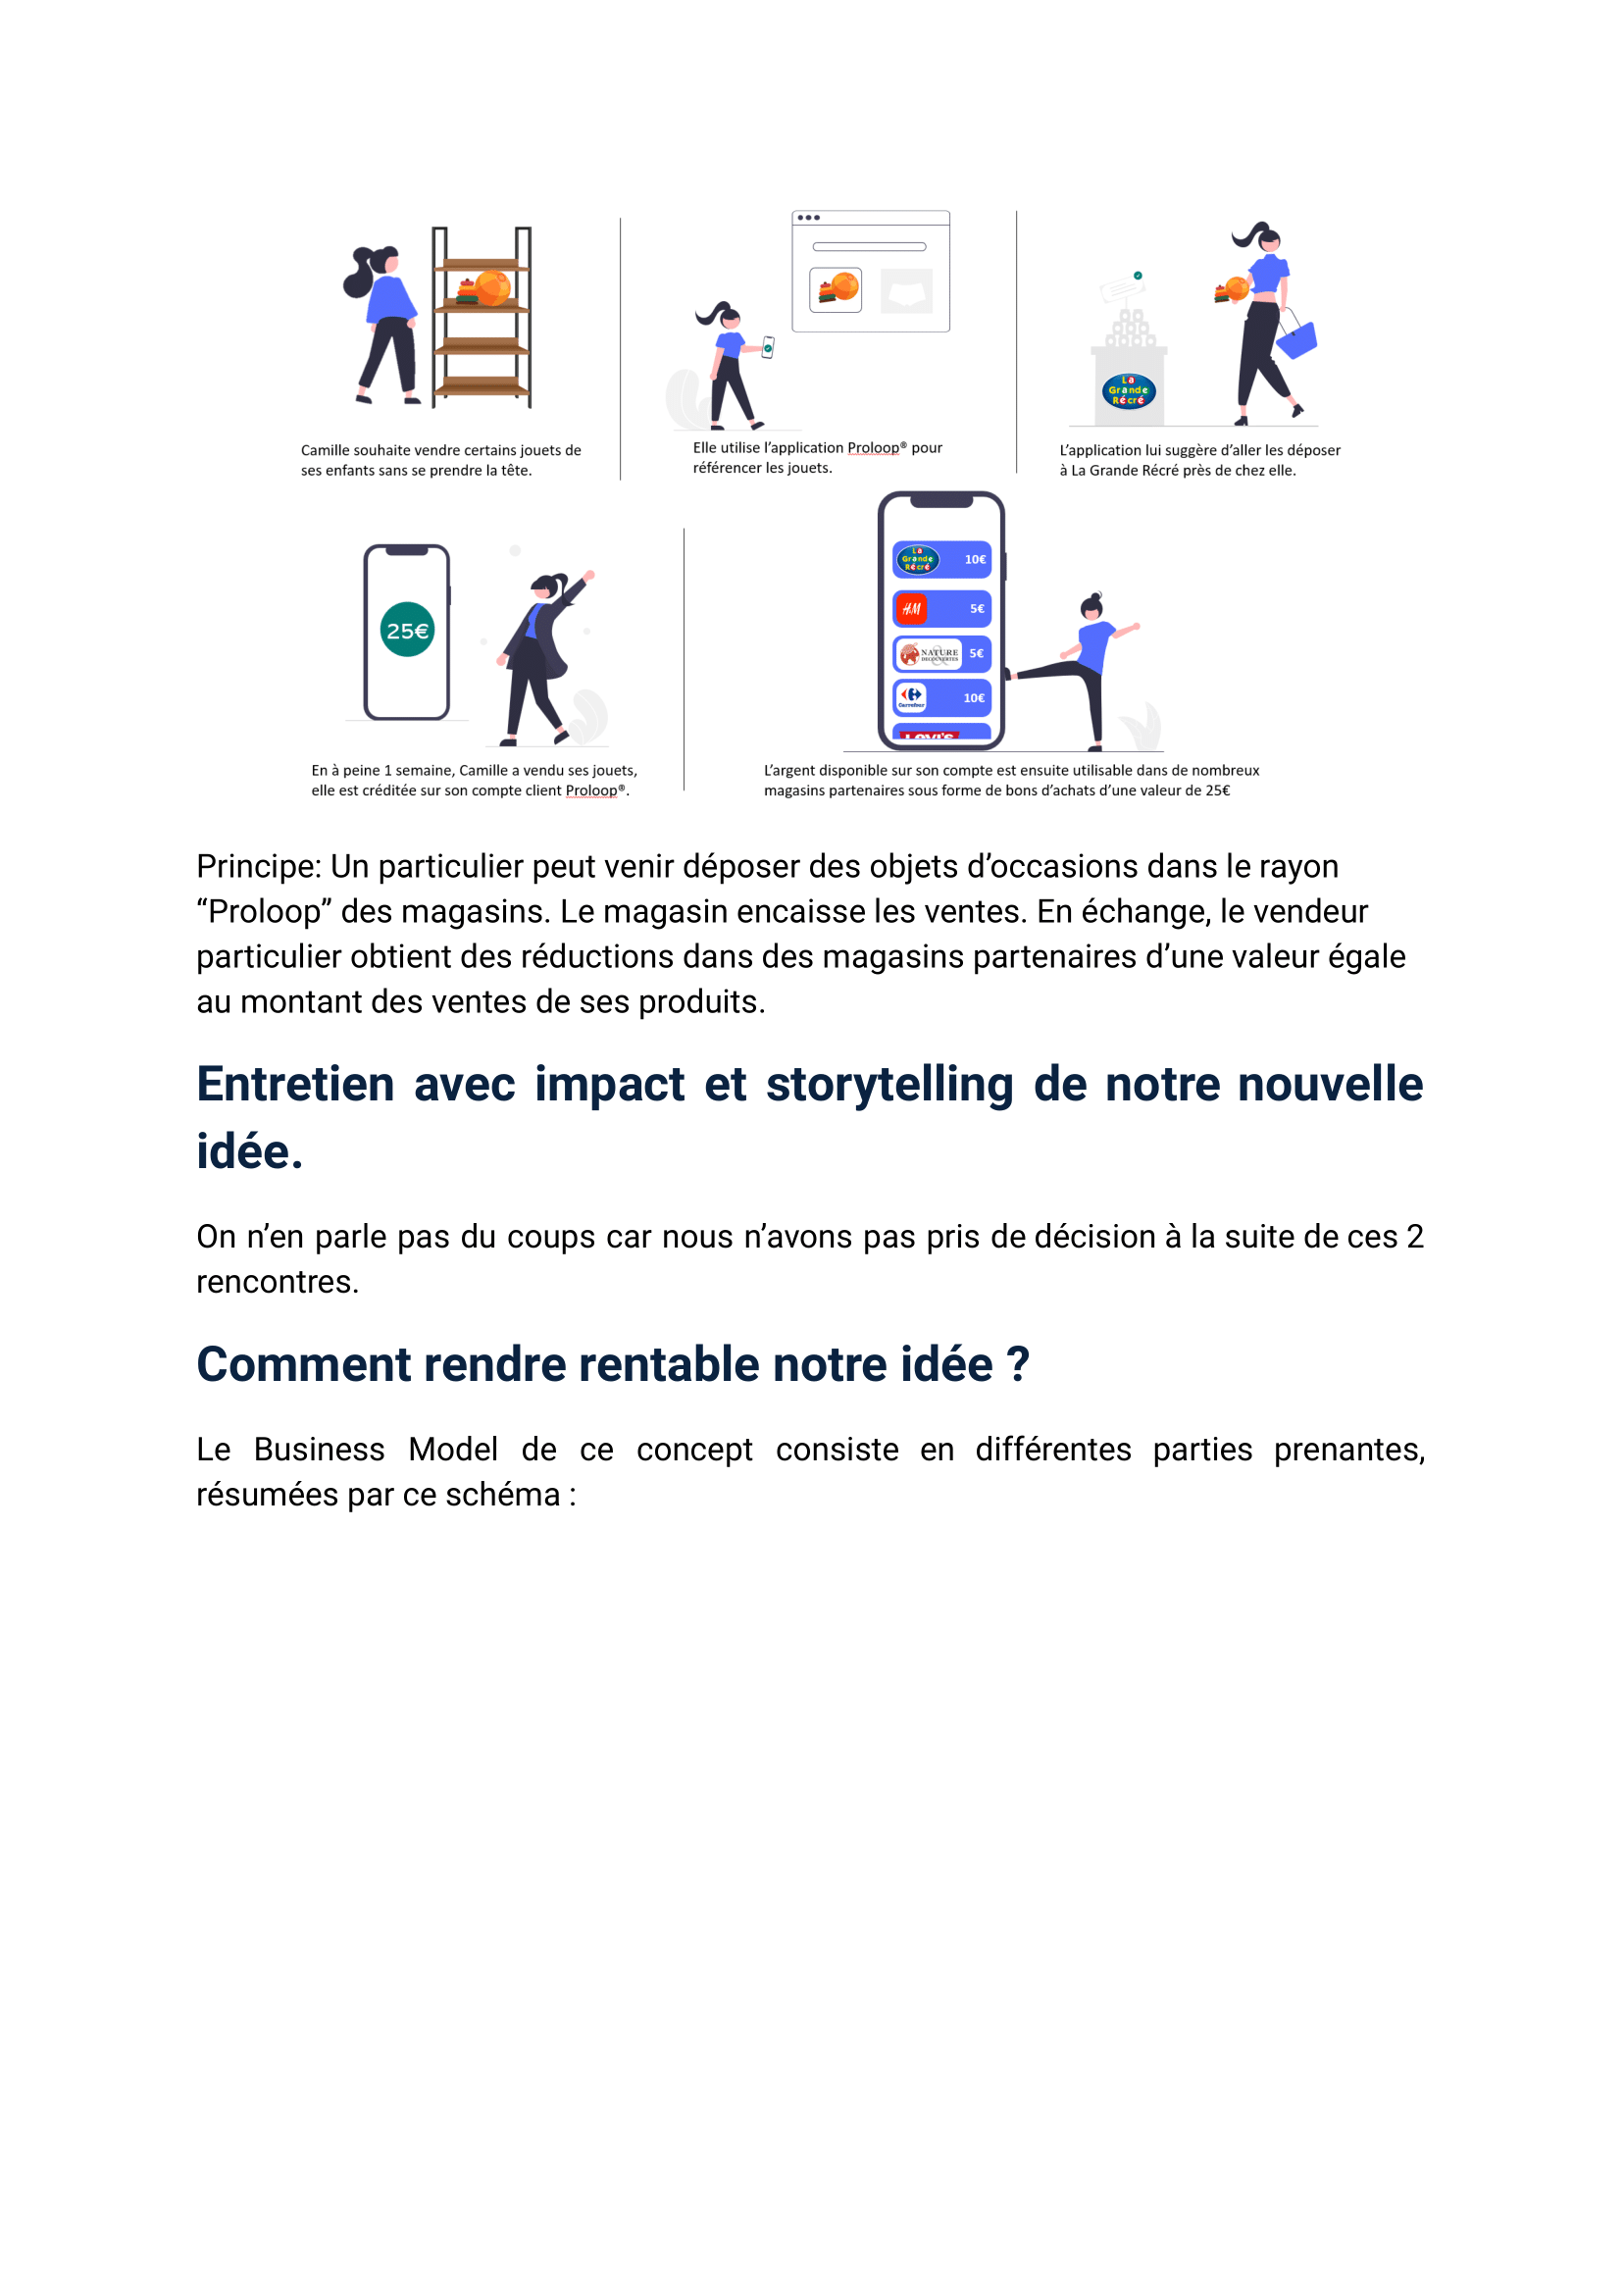 La
Grande
Récré
Camille souhaite vendre certains jouets de
ses enfants sans se prendre la tête.
Elle utilise l’application Proloop® pour
référencer les jouets.
L’application lui suggère d’aller les déposer
à La Grande Récré près de chez elle.
25€
La
Grande
Récré
10€
H&M
5€
NATURE
&
DECOUVERTES
5€
Carrefour
10€
LEVI'S
En à peine 1 semaine, Camille a vendu ses jouets,
elle est créditée sur son compte client Proloop®.
L’argent disponible sur son compte est ensuite utilisable dans de nombreux
magasins partenaires sous forme de bons d’achats d’une valeur de 25€
Principe: Un particulier peut venir déposer des objets d’occasions dans le rayon
“Proloop” des magasins. Le magasin encaisse les ventes. En échange, le vendeur
particulier obtient des réductions dans des magasins partenaires d’une valeur égale
au montant des ventes de ses produits.
Entretien avec impact et storytelling de notre nouvelle
idée.
On n’en parle pas du coups car nous n’avons pas pris de décision à la suite de ces 2
rencontres.
Comment rendre rentable notre idée ?
Le Business Model de ce concept consiste en différentes parties prenantes,
résumées par ce schéma :